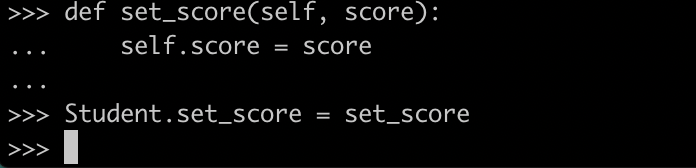 >>> def set_score(self, score):
...     self.score = score
...
>>> Student.set_score = set_score
>>>